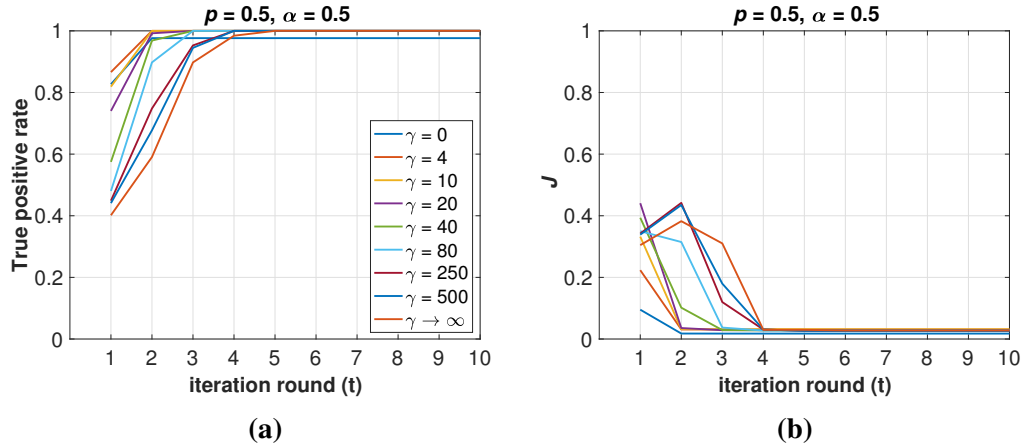 p = 0.5, α = 0.5
True positive rate
1
0.8
0.6
0.4
0.2
0
γ = 0
γ = 4
γ = 10
γ = 20
γ = 40
γ = 80
γ = 250
γ = 500
γ → ∞
1 2 3 4 5 6 7 8 9 10
iteration round (t)
(a)
p = 0.5, α = 0.5
J
1
0.8
0.6
0.4
0.2
0
1 2 3 4 5 6 7 8 9 10
iteration round (t)
(b)